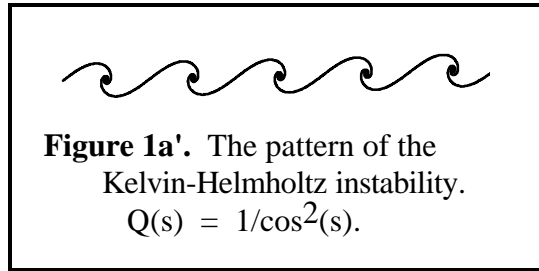 Figure 1a'. The pattern of the
Kelvin-Helmholtz instability.
Q(s) = 1/cos2(s).